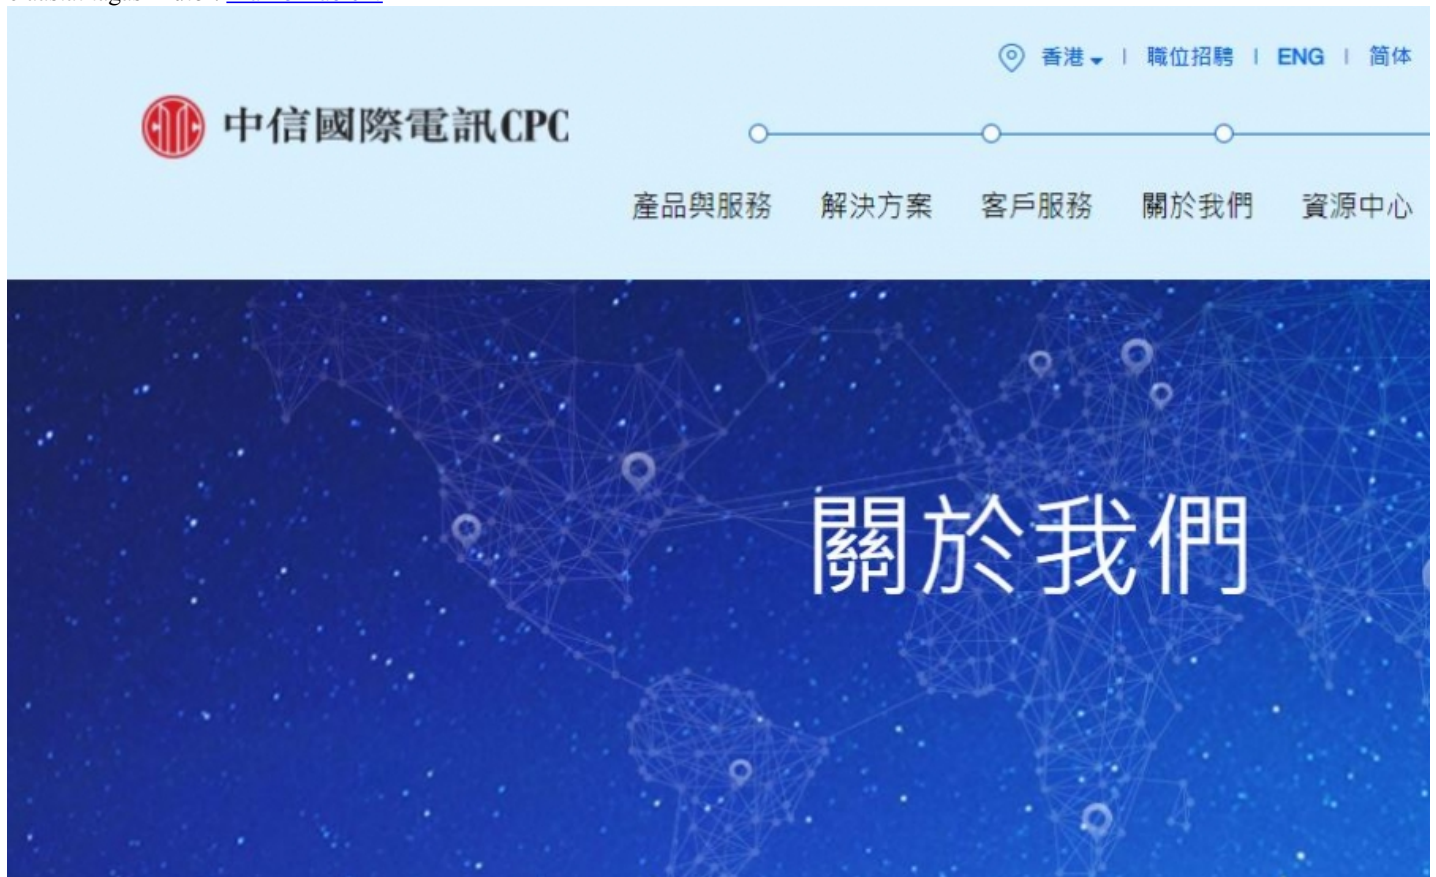 香港 | 職位招聘 | ENG | 简体
中信國際電訊CPC
產品與服務 解決方案 客戶服務 關於我們 資源中心
關於我們